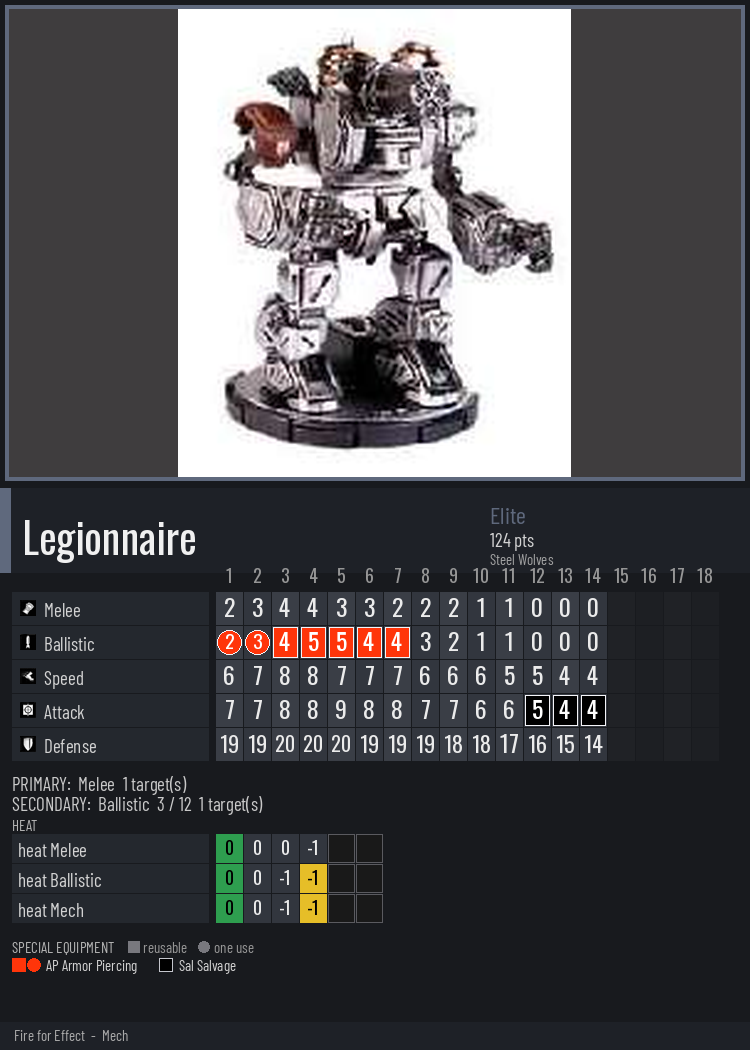 Legionnaire
Elite
124 pts
Steel Wolves
1 2 3 4 5 6 7 8 9 10 11 12 13 14 15 16 17 18
Melee 2 3 4 4 3 3 2 2 2 1 1 0 0 0
Ballistic 2 3 4 5 5 4 4 3 2 1 1 0 0 0
Speed 6 7 8 8 7 7 7 6 6 6 5 5 4 4
Attack 7 7 8 8 9 8 8 7 7 6 6 5 4 4
Defense 19 19 20 20 20 19 19 19 18 18 17 16 15 14
PRIMARY: Melee 1 target(s)
SECONDARY: Ballistic 3 / 12 1 target(s)
HEAT
heat Melee 0 0 0 -1
heat Ballistic 0 0 -1 -1
heat Mech 0 0 -1 -1
SPECIAL EQUIPMENT reusable one use
AP Armor Piercing Sal Salvage
Fire for Effect - Mech